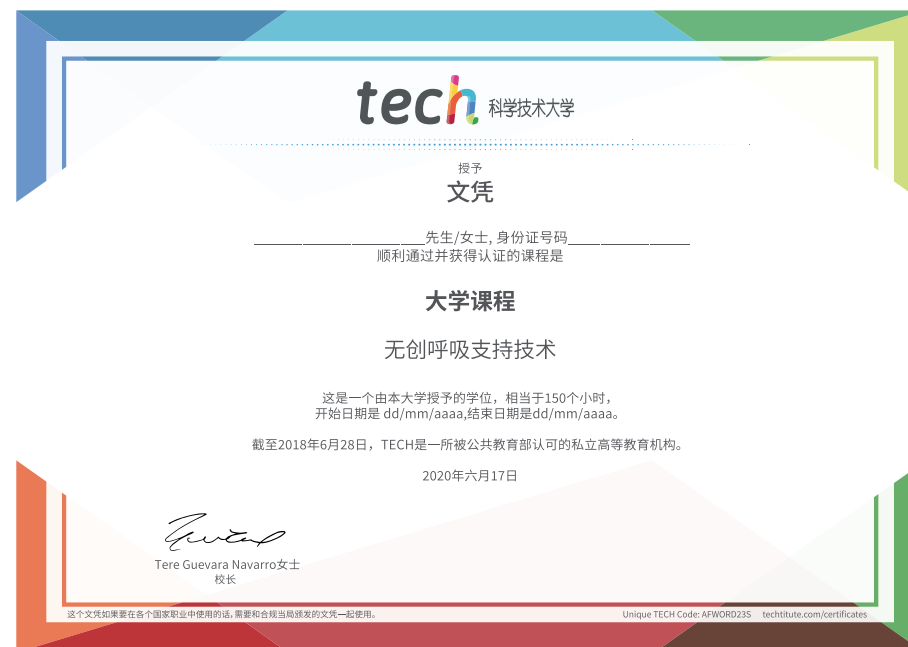 tech 科学技术大学
授予
文凭
____________________先生/女士, 身份证号码______________
顺利通过并获得认证的课程是
大学课程
无创呼吸支持技术
这是一个由本大学授予的学位，相当于150个小时，
开始日期是 dd/mm/aaaa,结束日期是dd/mm/aaaa。
截至2018年6月28日，TECH是一所被公共教育部认可的私立高等教育机构。
2020年六月17日
Tere Guevara Navarro女士
校长
这个文凭如果要在各个国家职业中使用的话,需要和合规当局颁发的文凭一起使用。
Unique TECH Code: AFWORD23S techtitute.com/certificates